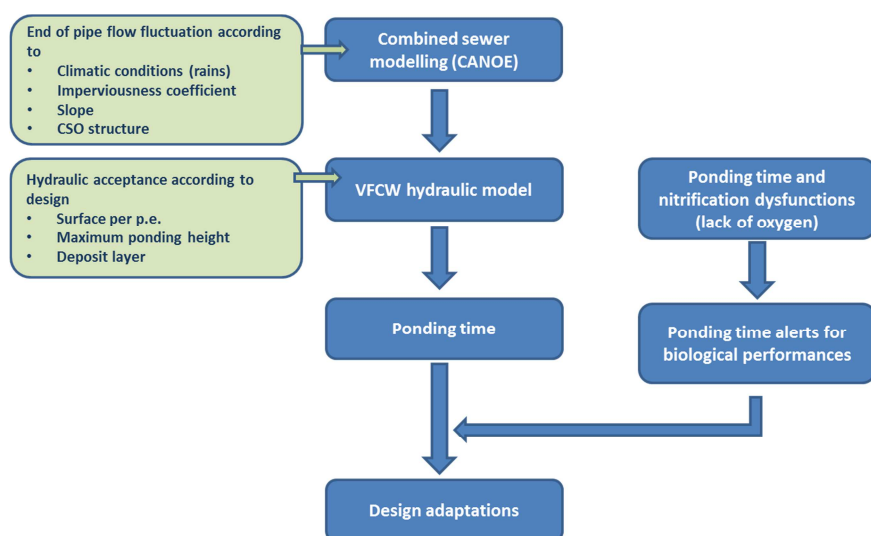 End of pipe flow fluctuation according
to
• Climatic conditions (rains)
• Imperviousness coefficient
• Slope
• CSO structure
Combined sewer
modelling (CANOE)
Hydraulic acceptance according to
design
• Surface per p.e.
• Maximum ponding height
• Deposit layer
VFCW hydraulic model
Ponding time and
nitrification dysfunctions
(lack of oxygen)
Ponding time
Ponding time alerts for
biological performances
Design adaptations